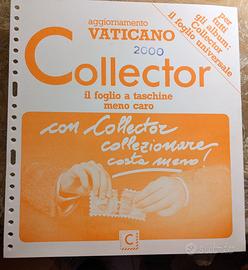 aggiornamento
VATICANO
2000
per tutti
gli album:
Collector
il foglio universale
Collector
il foglio a taschine
meno caro
con Collector
collezionare
costa meno!
C
subito